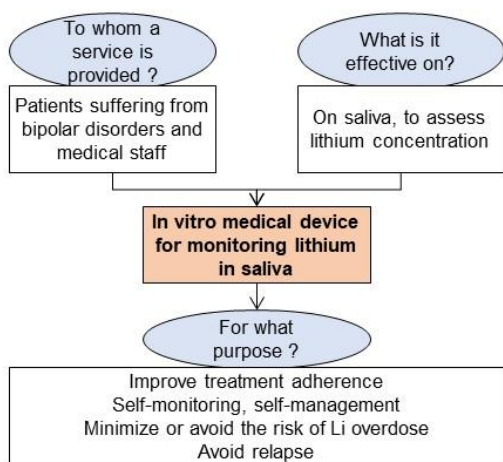 To whom a
service is
provided ?
What is it
effective on?
Patients suffering from
bipolar disorders and
medical staff
On saliva, to assess
lithium concentration
In vitro medical device
for monitoring lithium
in saliva
For what
purpose ?
Improve treatment adherence
Self-monitoring, self-management
Minimize or avoid the risk of Li overdose
Avoid relapse